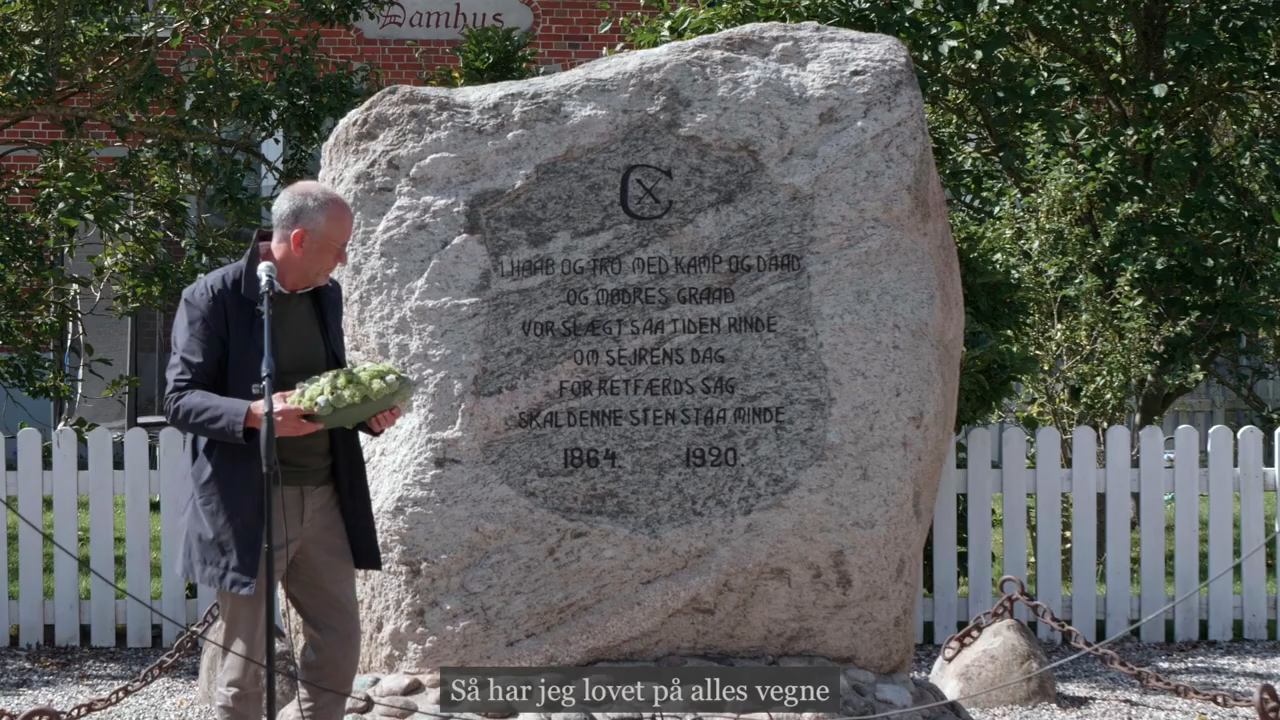 Damhus
CX
I HAAB OG TRO MED KAMP OG DAAD
OG MØDRES GRAAD
VOR SLÆGT SAA TIDEN RINDE
OM SEJRENS DAG
FOR RETFÆRDS SAG
SKAL DENNE STEN STAA MINDE
1864. 1920.
Så har jeg lovet på alles vegne